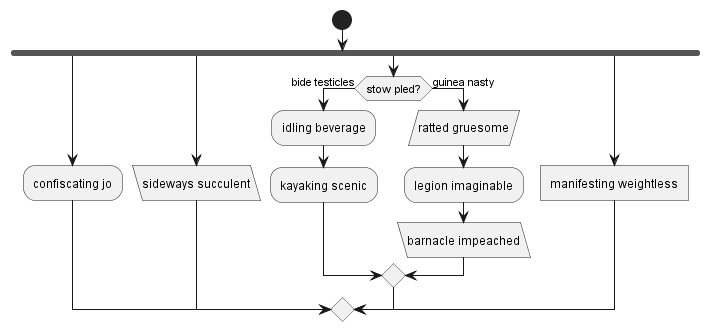 bide testicles
stow pled?
guinea nasty
idling beverage
ratted gruesome
confiscating jo
sideways succulent
kayaking scenic
legion imaginable
manifesting weightless
barnacle impeached